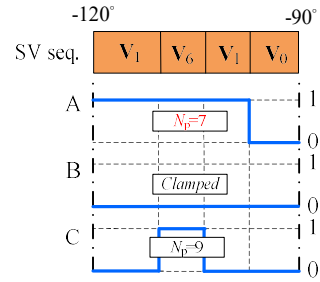 -120° -90°
SV seq. V₁ V₆ V₁ V₀
A 1
Nₚ=7
0
B 1
Clamped
0
C 1
Nₚ=9
0